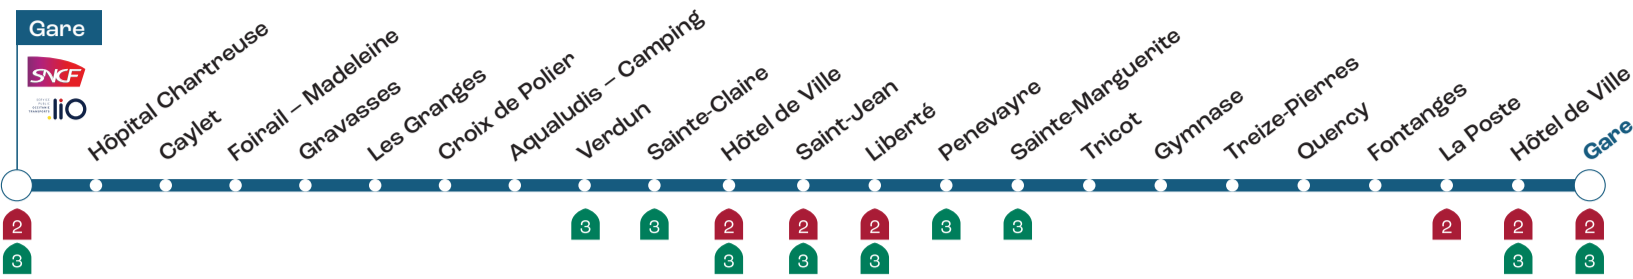 Gare
SNCF
liO
Hôpital Chartreuse
Caylet
Foirail – Madeleine
Gravasses
Les Granges
Croix de Polier
Aqualudis – Camping
Verdun
Sainte-Claire
Hôtel de Ville
Saint-Jean
Liberté
Penevayre
Sainte-Marguerite
Tricot
Gymnase
Treize-Pierres
Quercy
Fontanges
La Poste
Hôtel de Ville
Gare
2 3 3 2 2 2 3 3 2 2 2
3 3 3 3 3 3